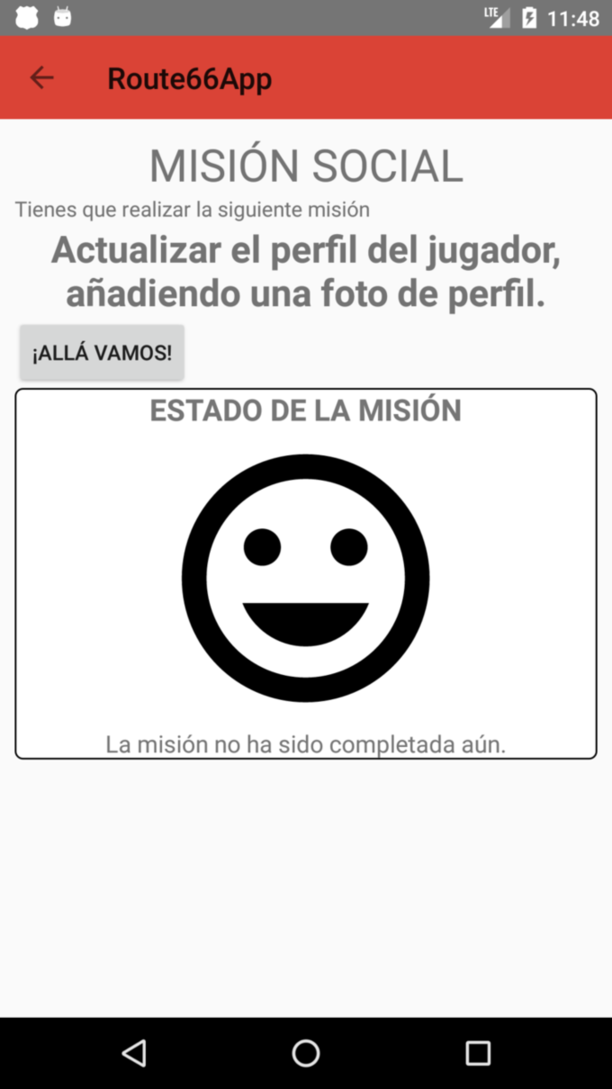 LTE 11:48
Route66App
MISIÓN SOCIAL
Tienes que realizar la siguiente misión
Actualizar el perfil del jugador,
añadiendo una foto de perfil.
¡ALLÁ VAMOS!
ESTADO DE LA MISIÓN
La misión no ha sido completada aún.